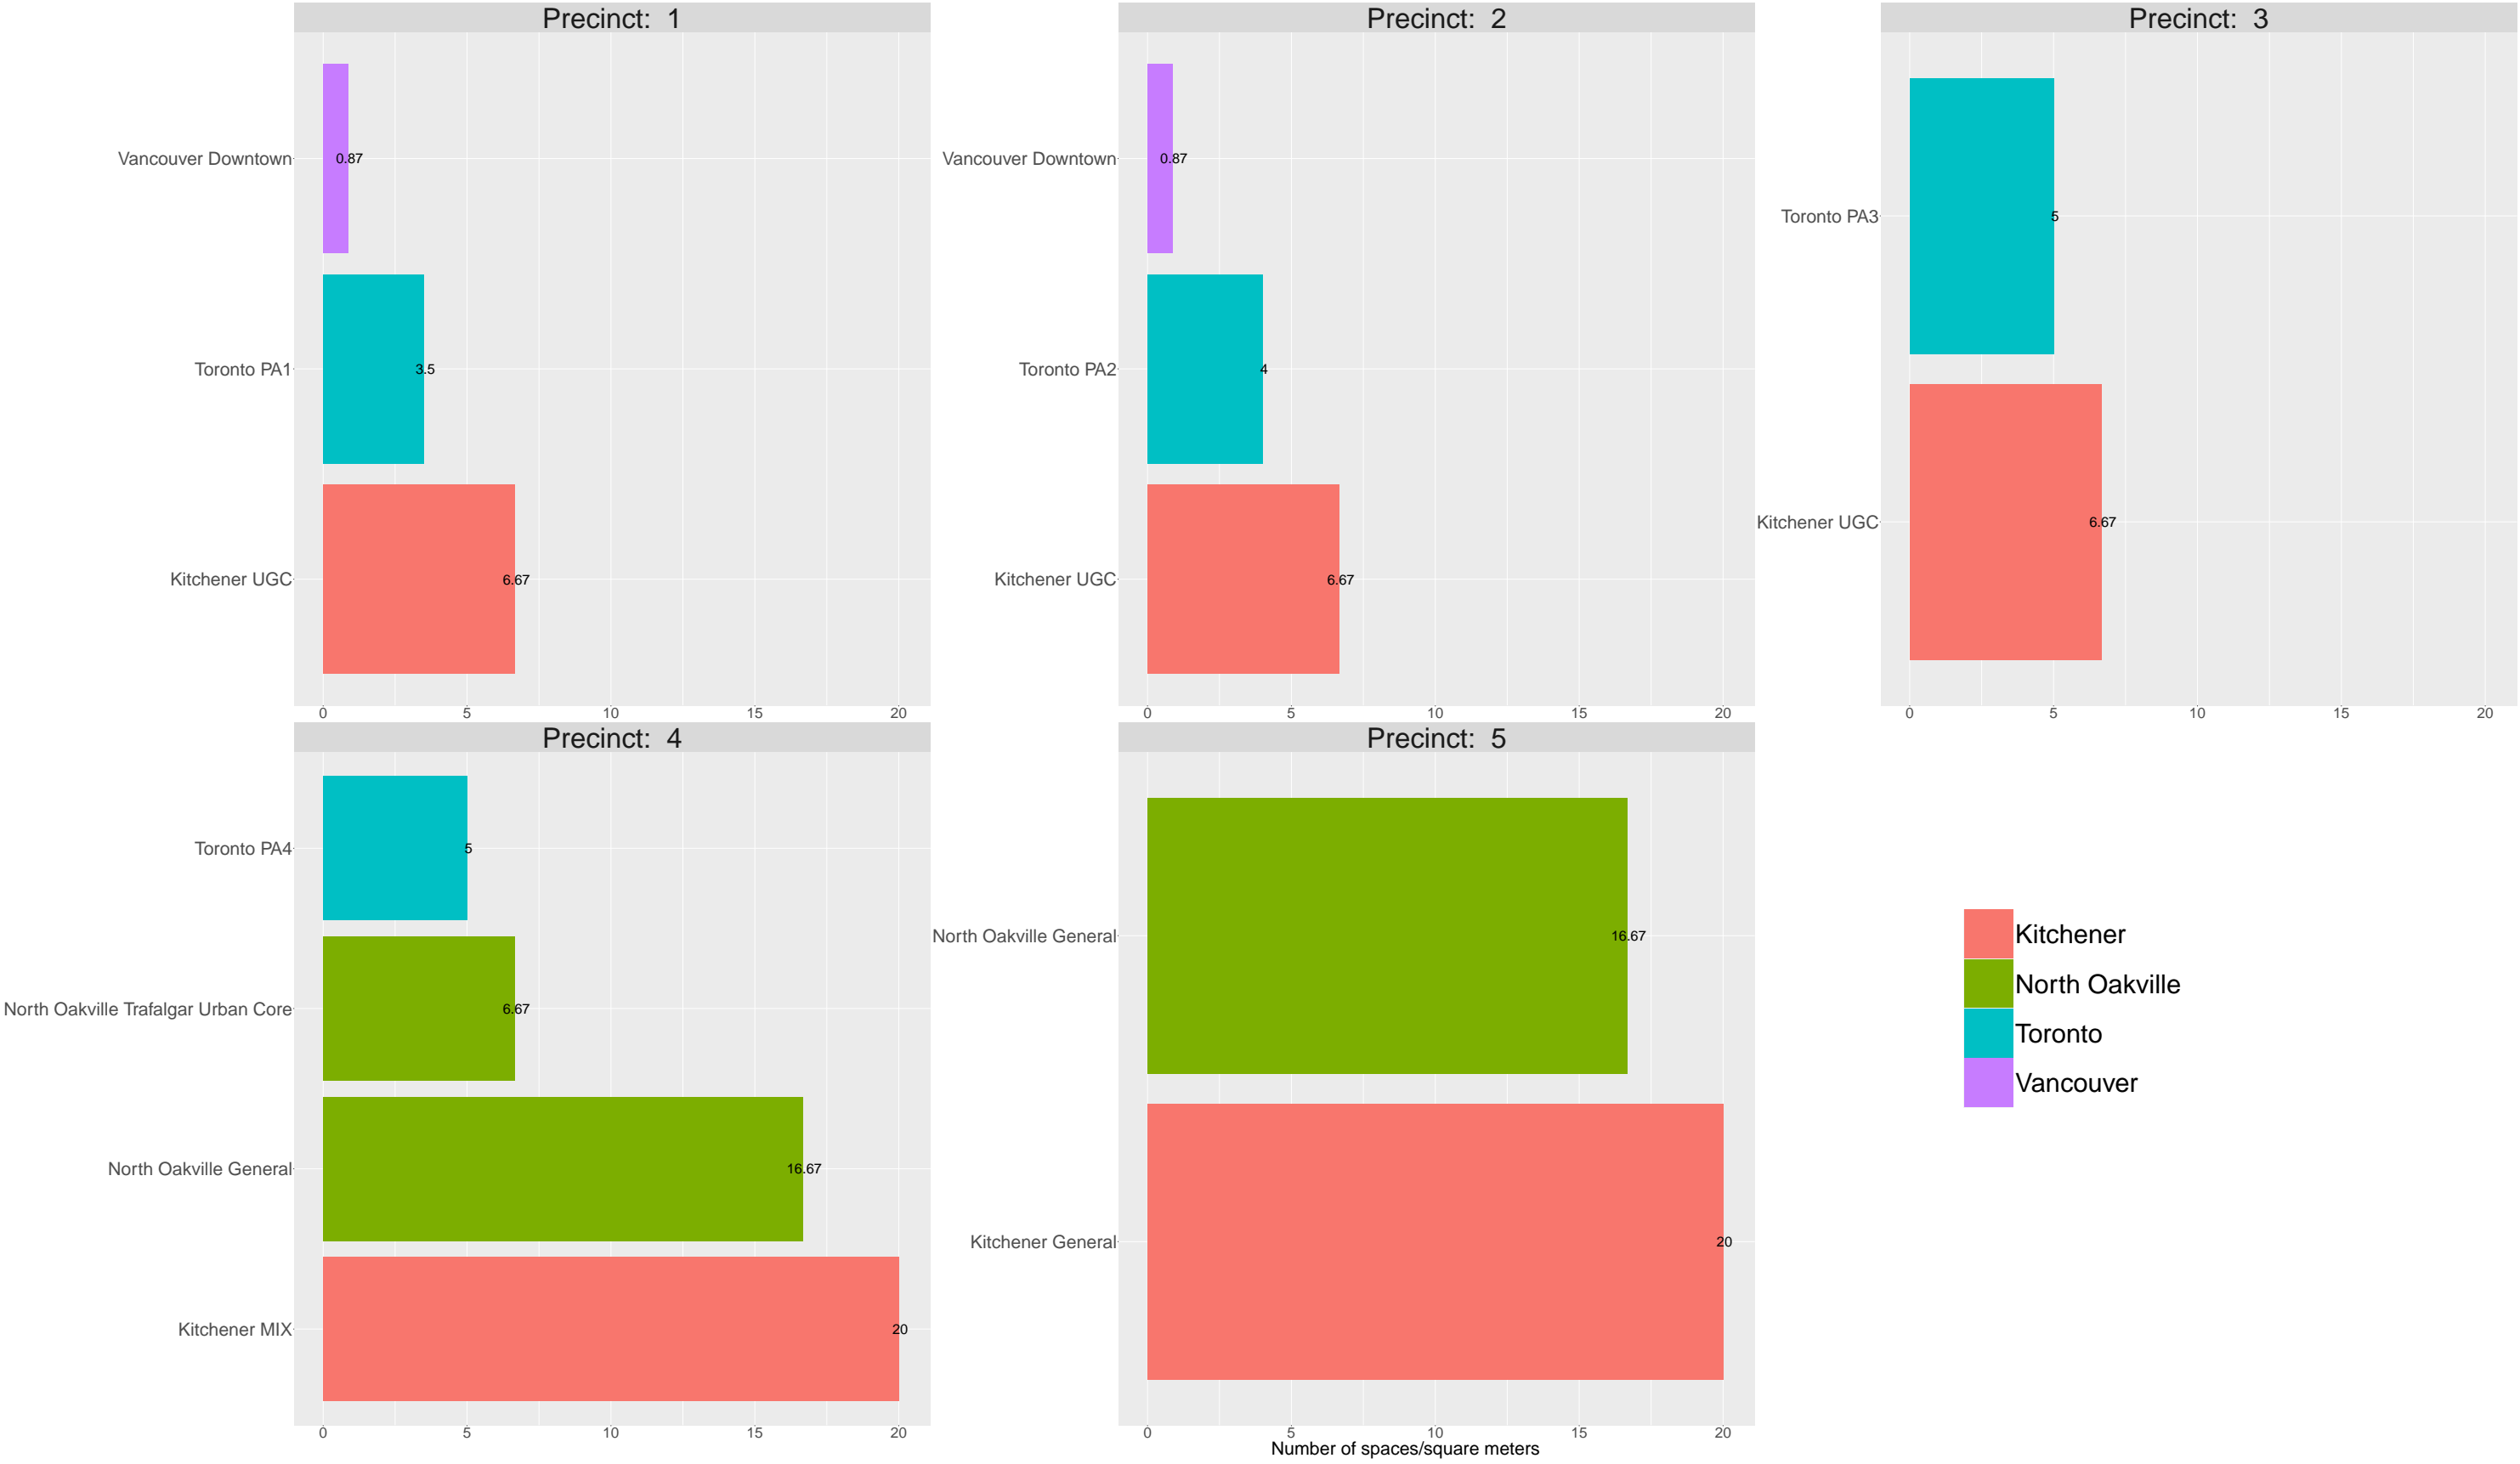 Precinct:  1
Vancouver Downtown
0.87
Toronto PA1
3.5
Kitchener UGC
6.67
0 5 10 15 20
Precinct:  2
Vancouver Downtown
0.87
Toronto PA2
4
Kitchener UGC
6.67
0 5 10 15 20
Precinct:  3
Toronto PA3
5
Kitchener UGC
6.67
0 5 10 15 20
Precinct:  4
Toronto PA4
5
North Oakville Trafalgar Urban Core
6.67
North Oakville General
16.67
Kitchener MIX
20
0 5 10 15 20
Precinct:  5
North Oakville General
16.67
Kitchener General
20
0 5 10 15 20
Number of spaces/square meters
Kitchener
North Oakville
Toronto
Vancouver